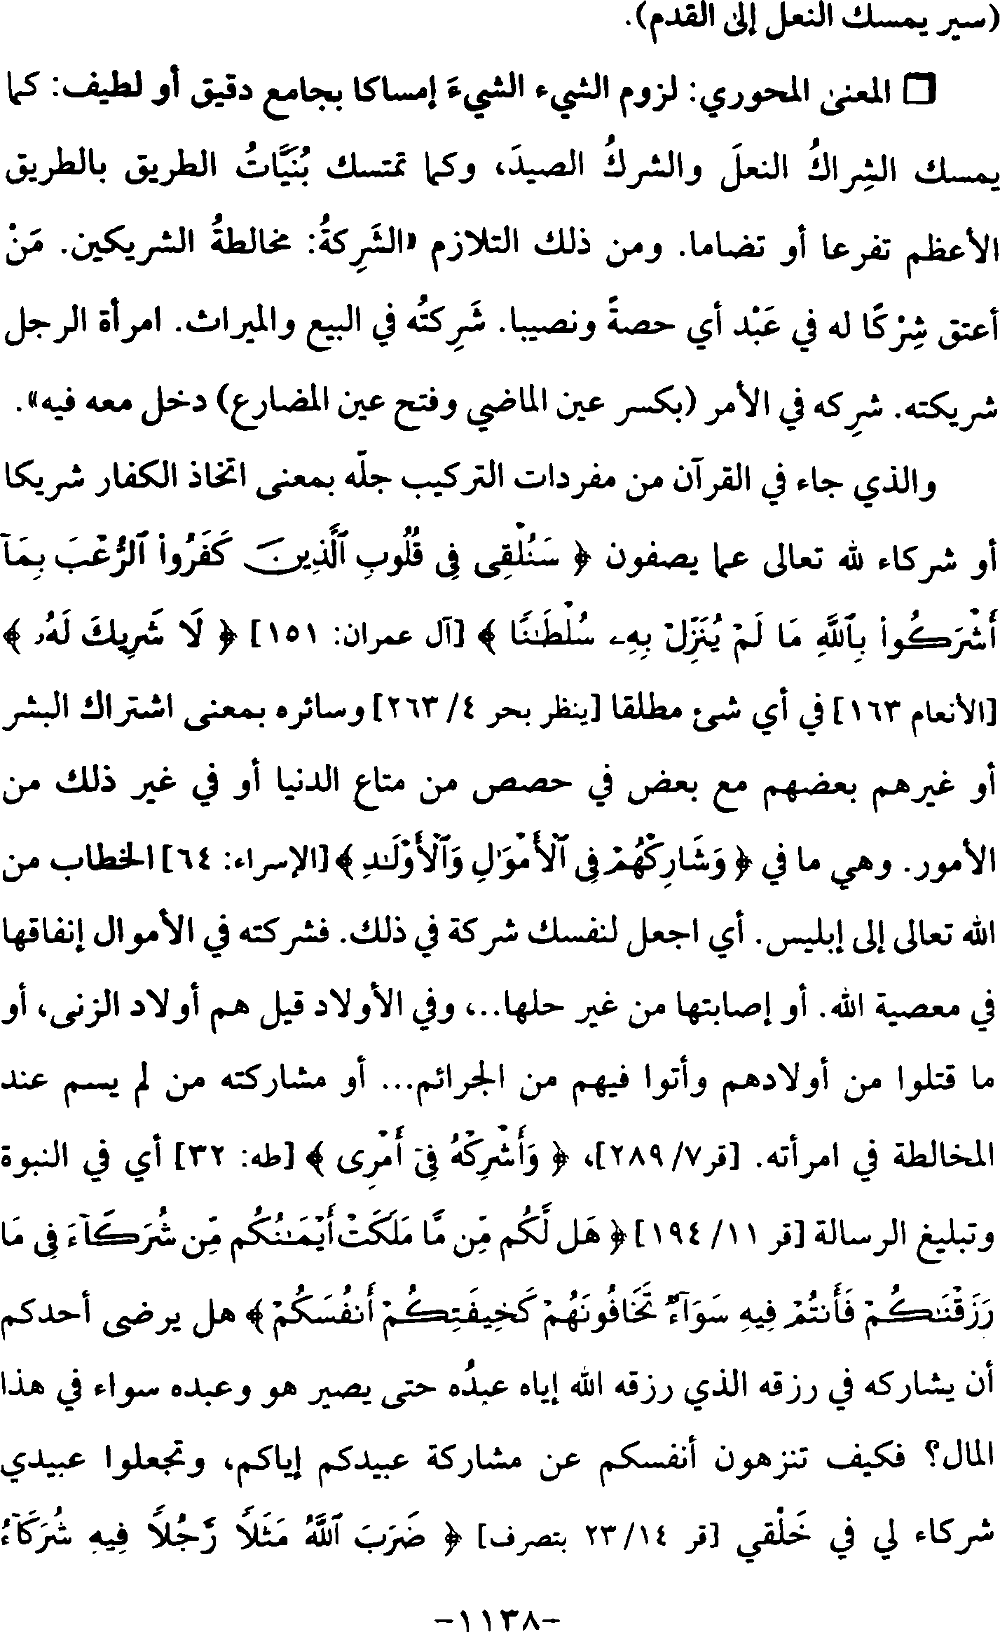 (سير يمسك النعل إلى القدم).
□ المعنى المحوري: لزوم الشيء الشيءَ إمساكا بجامع دقيق أو لطيف: كما
يمسك الشِراكُ النعلَ والشركُ الصيدَ، وكما تمتسك بُنَيَّاتُ الطريق بالطريق
الأعظم تفرعا أو تضاما. ومن ذلك التلازم «الشَرِكةُ: مخالطةُ الشريكين. مَنْ
أعتق شِرْكًا له في عَبْد أي حصةً ونصيبا. شَرِكتُه في البيع والميراث. امرأة الرجل
شريكته. شرِكه في الأمر (بكسر عين الماضي وفتح عين المضارع) دخل معه فيه».
والذي جاء في القرآن من مفردات التركيب جلّه بمعنى اتخاذ الكفار شريكا
أو شركاء لله تعالى عما يصفون ﴿ سَنُلْقِى فِى قُلُوبِ ٱلَّذِينَ كَفَرُوا۟ ٱلرُّعْبَ بِمَآ
أَشْرَكُوا۟ بِٱللَّهِ مَا لَمْ يُنَزِّلْ بِهِۦ سُلْطَـٰنًا ﴾ [آل عمران: ١٥١] ﴿ لَا شَرِيكَ لَهُۥ ﴾
[الأنعام ١٦٣] في أي شئ مطلقا [ينظر بحر ٤/ ٢٦٣] وسائره بمعنى اشتراك البشر
أو غيرهم بعضهم مع بعض في حصص من متاع الدنيا أو في غير ذلك من
الأمور. وهي ما في ﴿ وَشَارِكْهُمْ فِى ٱلْأَمْوَٰلِ وَٱلْأَوْلَـٰدِ ﴾ [الإسراء: ٦٤] الخطاب من
الله تعالى إلى إبليس. أي اجعل لنفسك شركة في ذلك. فشركته في الأموال إنفاقها
في معصية الله. أو إصابتها من غير حلها..، وفي الأولاد قيل هم أولاد الزنى، أو
ما قتلوا من أولادهم وأتوا فيهم من الجرائم... أو مشاركته من لم يسم عند
المخالطة في امرأته. [قر٧/ ٢٨٩]، ﴿ وَأَشْرِكْهُ فِىٓ أَمْرِى ﴾ [طه: ٣٢] أي في النبوة
وتبليغ الرسالة [قر ١١/ ١٩٤] ﴿ هَل لَّكُم مِّن مَّا مَلَكَتْ أَيْمَـٰنُكُم مِّن شُرَكَآءَ فِى مَا
رَزَقْنَـٰكُمْ فَأَنتُمْ فِيهِ سَوَآءٌ تَخَافُونَهُمْ كَخِيفَتِكُمْ أَنفُسَكُمْ ﴾ هل يرضى أحدكم
أن يشاركه في رزقه الذي رزقه الله إياه عبدُه حتى يصير هو وعبده سواء في هذا
المال؟ فكيف تنزهون أنفسكم عن مشاركة عبيدكم إياكم، وتجعلوا عبيدي
شركاء لي في خَلْقي [قر ١٤/ ٢٣ بتصرف] ﴿ ضَرَبَ ٱللَّهُ مَثَلًا رَّجُلًا فِيهِ شُرَكَآءُ
-١١٣٨-